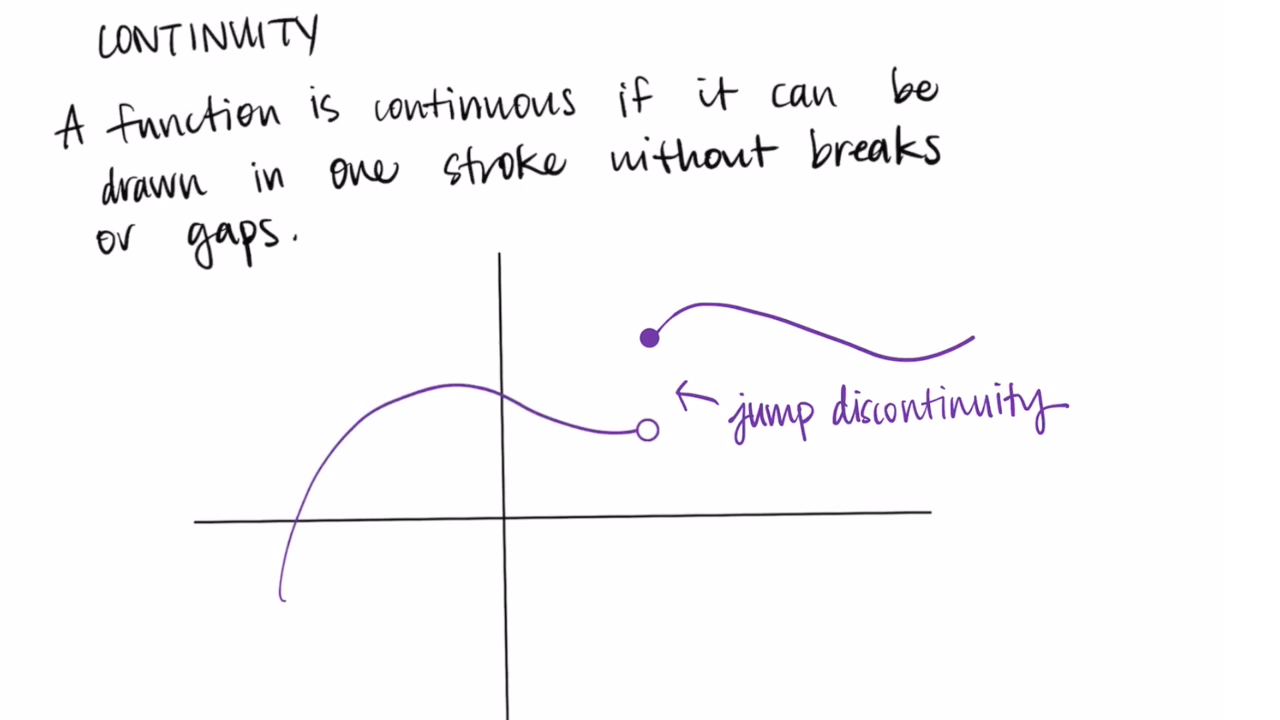 CONTINUITY
A function is continuous if it can be
drawn in one stroke without breaks
or gaps.
← jump discontinuity